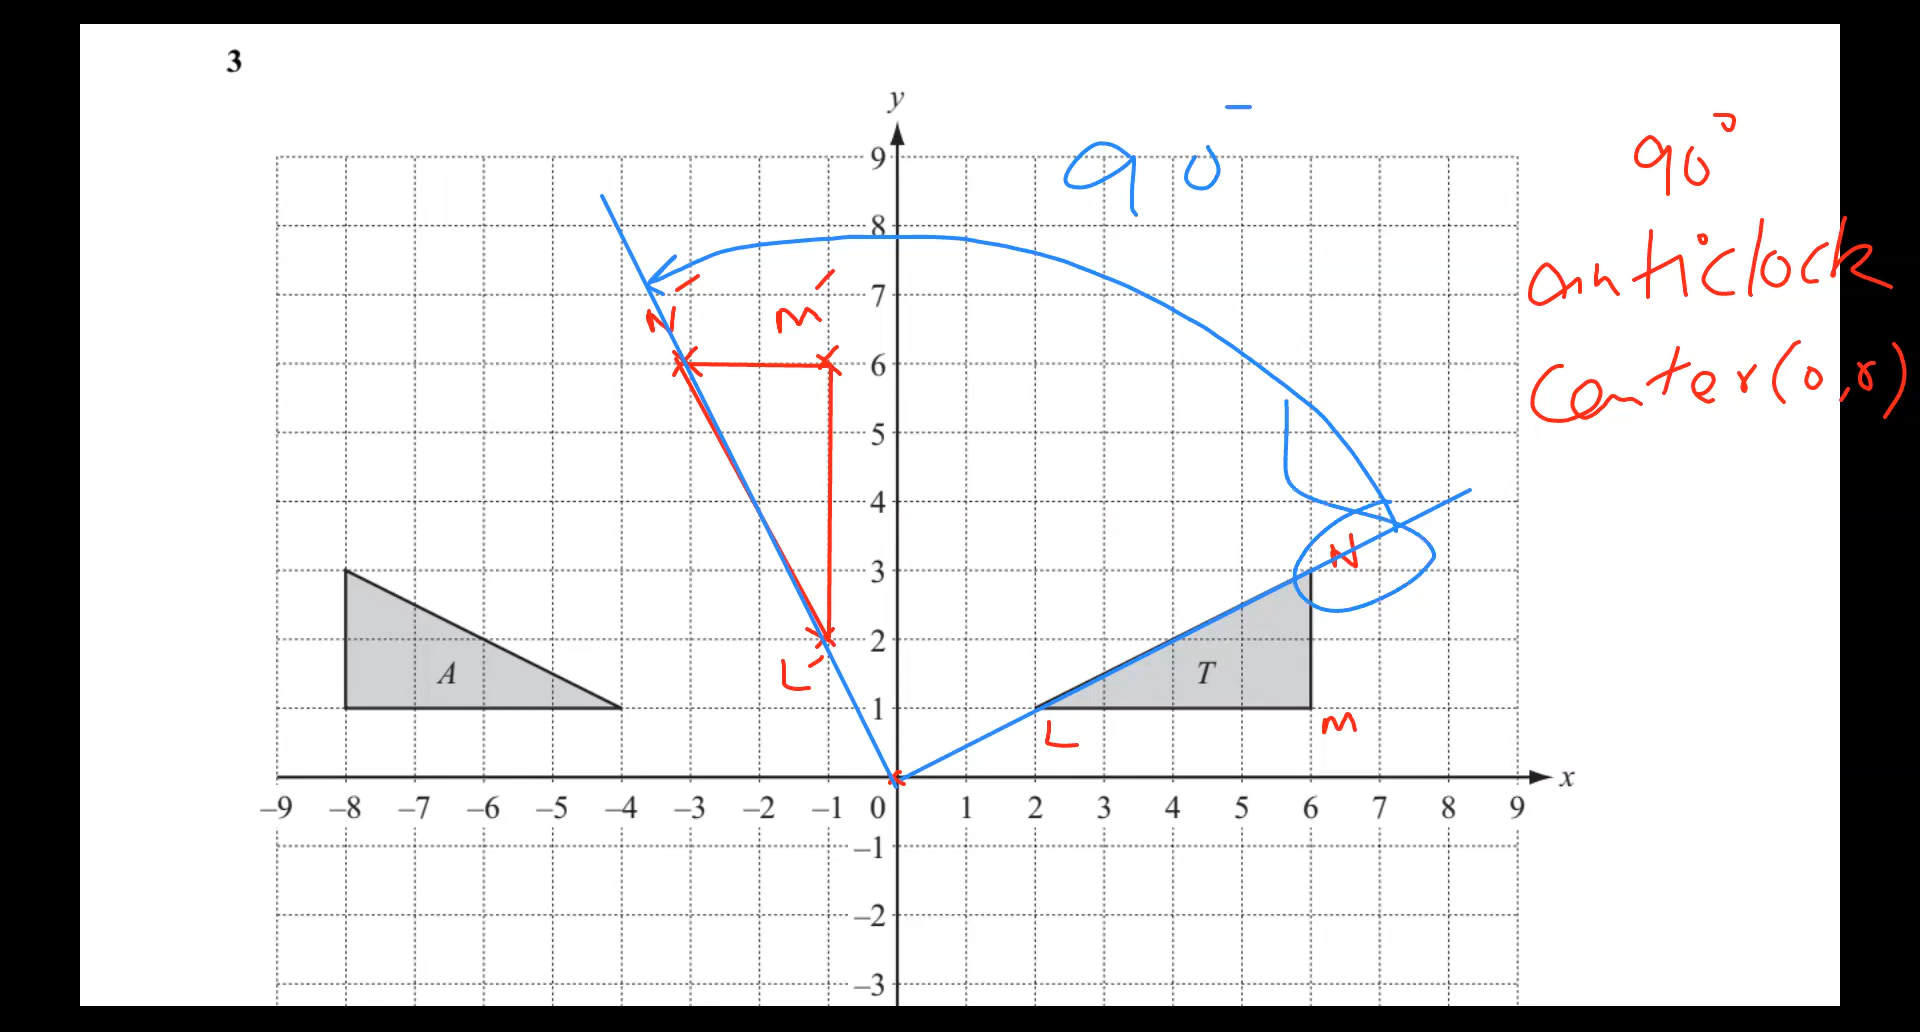 3
y
90
90°
anticlock
center(0,0)
9
8
7
6
5
4
3
2
1
N' M'
L'
N
A
T
L M
x
–9 –8 –7 –6 –5 –4 –3 –2 –1 0 1 2 3 4 5 6 7 8 9
–1
–2
–3